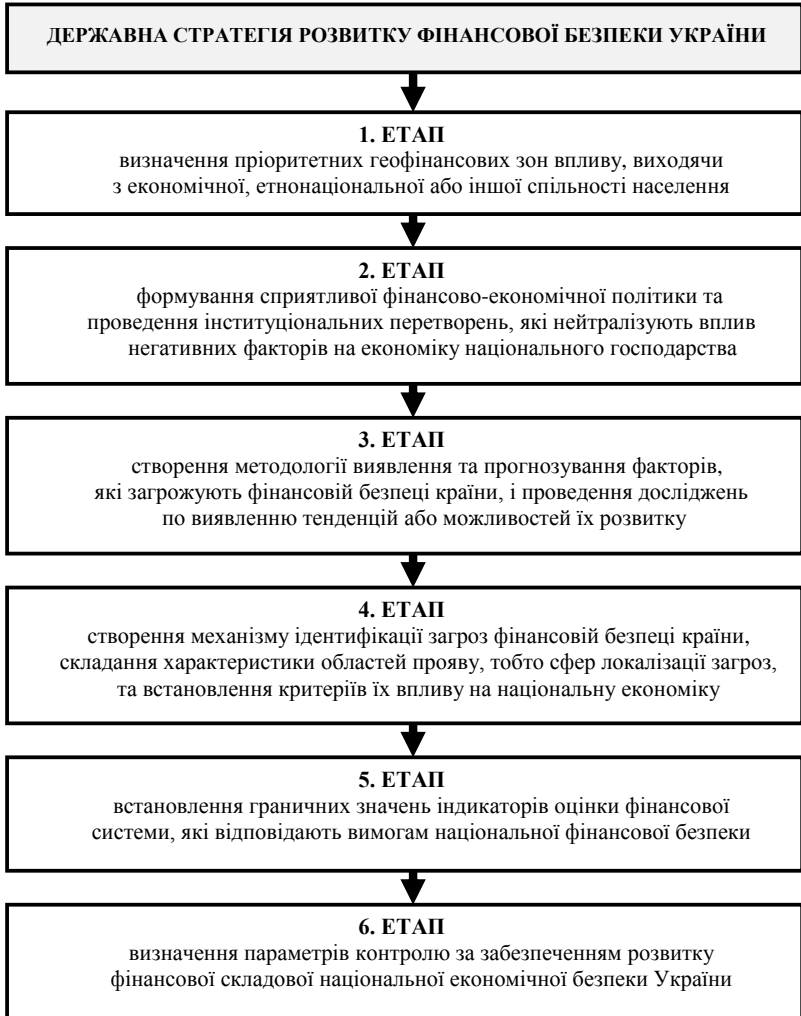 ДЕРЖАВНА СТРАТЕГІЯ РОЗВИТКУ ФІНАНСОВОЇ БЕЗПЕКИ УКРАЇНИ
1. ЕТАП
визначення пріоритетних геофінансових зон впливу, виходячи
з економічної, етнонаціональної або іншої спільності населення
2. ЕТАП
формування сприятливої фінансово-економічної політики та
проведення інституціональних перетворень, які нейтралізують вплив
негативних факторів на економіку національного господарства
3. ЕТАП
створення методології виявлення та прогнозування факторів,
які загрожують фінансовій безпеці країни, і проведення досліджень
по виявленню тенденцій або можливостей їх розвитку
4. ЕТАП
створення механізму ідентифікації загроз фінансовій безпеці країни,
складання характеристики областей прояву, тобто сфер локалізації загроз,
та встановлення критеріїв їх впливу на національну економіку
5. ЕТАП
встановлення граничних значень індикаторів оцінки фінансової
системи, які відповідають вимогам національної фінансової безпеки
6. ЕТАП
визначення параметрів контролю за забезпеченням розвитку
фінансової складової національної економічної безпеки України